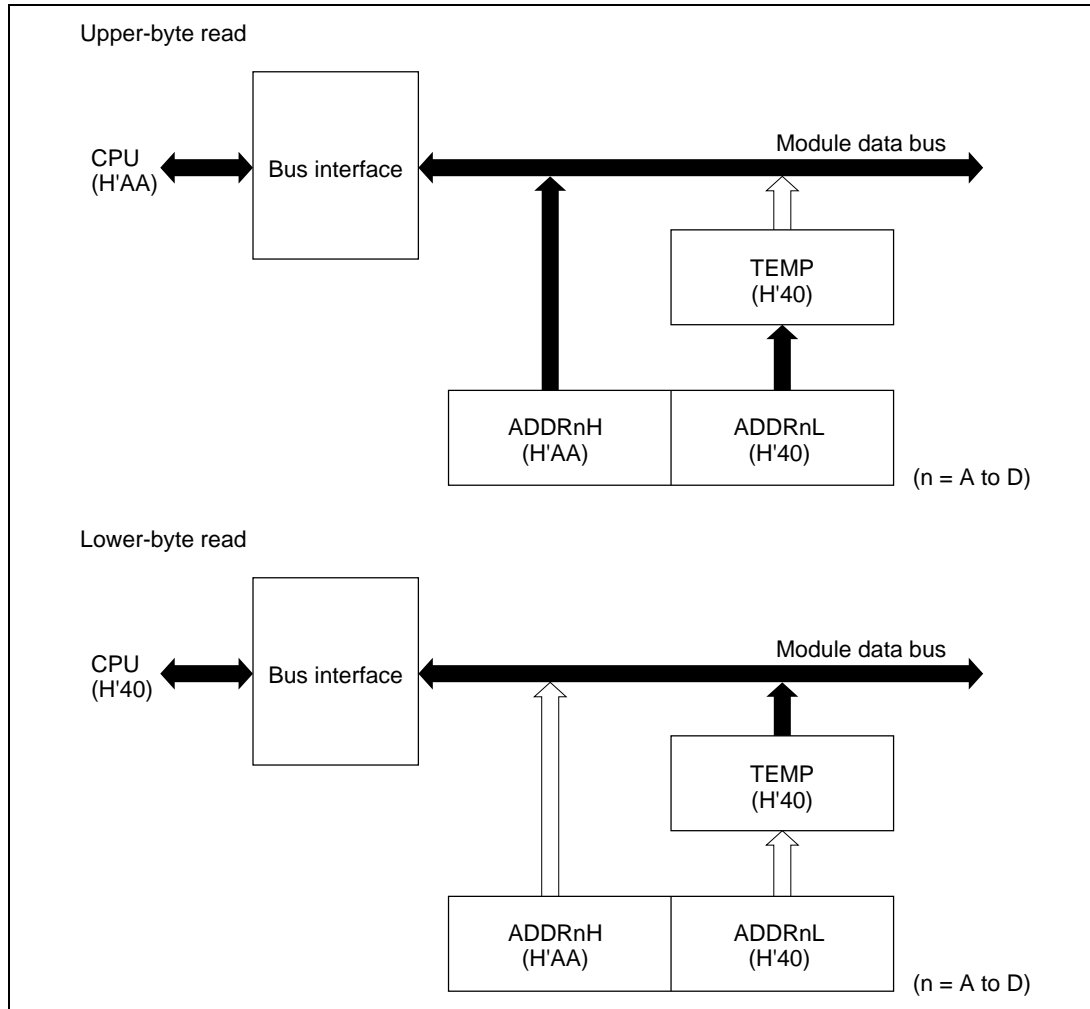 Upper-byte read
Module data bus
CPU
(H'AA)
Bus interface
TEMP
(H'40)
ADDRnH
(H'AA)
ADDRnL
(H'40)
(n = A to D)
Lower-byte read
Module data bus
CPU
(H'40)
Bus interface
TEMP
(H'40)
ADDRnH
(H'AA)
ADDRnL
(H'40)
(n = A to D)